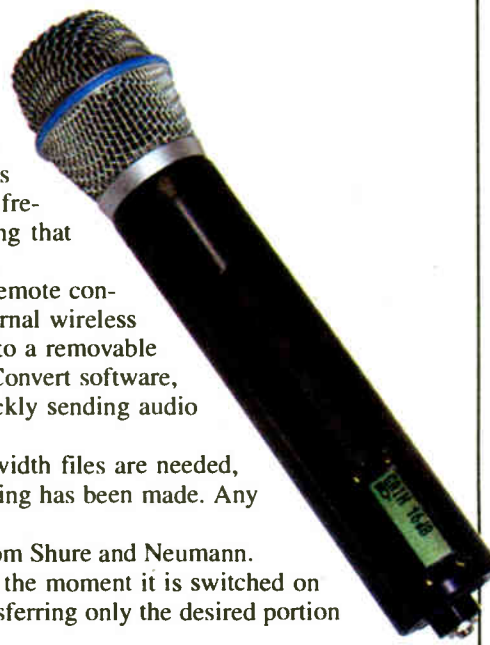 s
fre-
ng that
emote con-
rnal wireless
to a removable
Convert software,
ckly sending audio
width files are needed,
ing has been made. Any
om Shure and Neumann.
the moment it is switched on
sferring only the desired portion
GAIN 16dB